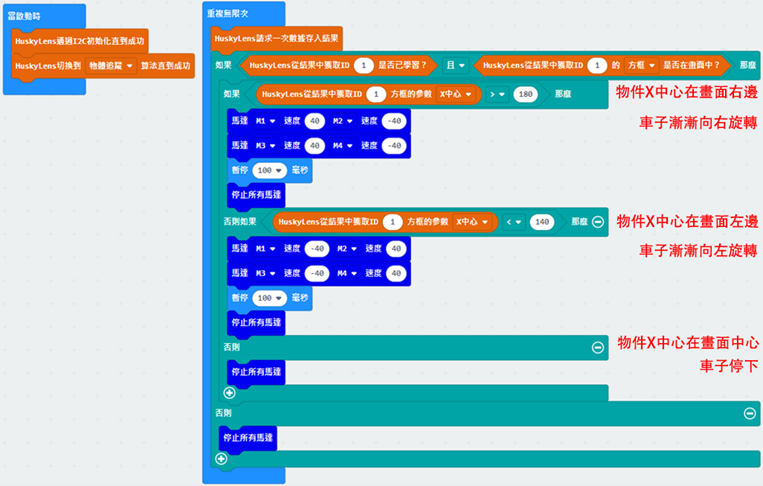 當啟動時
HuskyLens通過I2C初始化直到成功
HuskyLens切換到 物體追蹤 算法直到成功
重複無限次
HuskyLens請求一次數據存入結果
如果 HuskyLens從結果中獲取ID 1 是否已學習? 且 HuskyLens從結果中獲取ID 1 的 方框 是否在畫面中? 那麼
如果 HuskyLens從結果中獲取ID 1 方框的參數 X中心 > 180 那麼 物件X中心在畫面右邊
馬達 M1 速度 40 M2 速度 -40 車子漸漸向右旋轉
馬達 M3 速度 40 M4 速度 -40
暫停 100 毫秒
停止所有馬達
否則如果 HuskyLens從結果中獲取ID 1 方框的參數 X中心 < 140 那麼 物件X中心在畫面左邊
馬達 M1 速度 -40 M2 速度 40 車子漸漸向左旋轉
馬達 M3 速度 -40 M4 速度 40
暫停 100 毫秒
停止所有馬達
否則 物件X中心在畫面中心
停止所有馬達 車子停下
否則
停止所有馬達